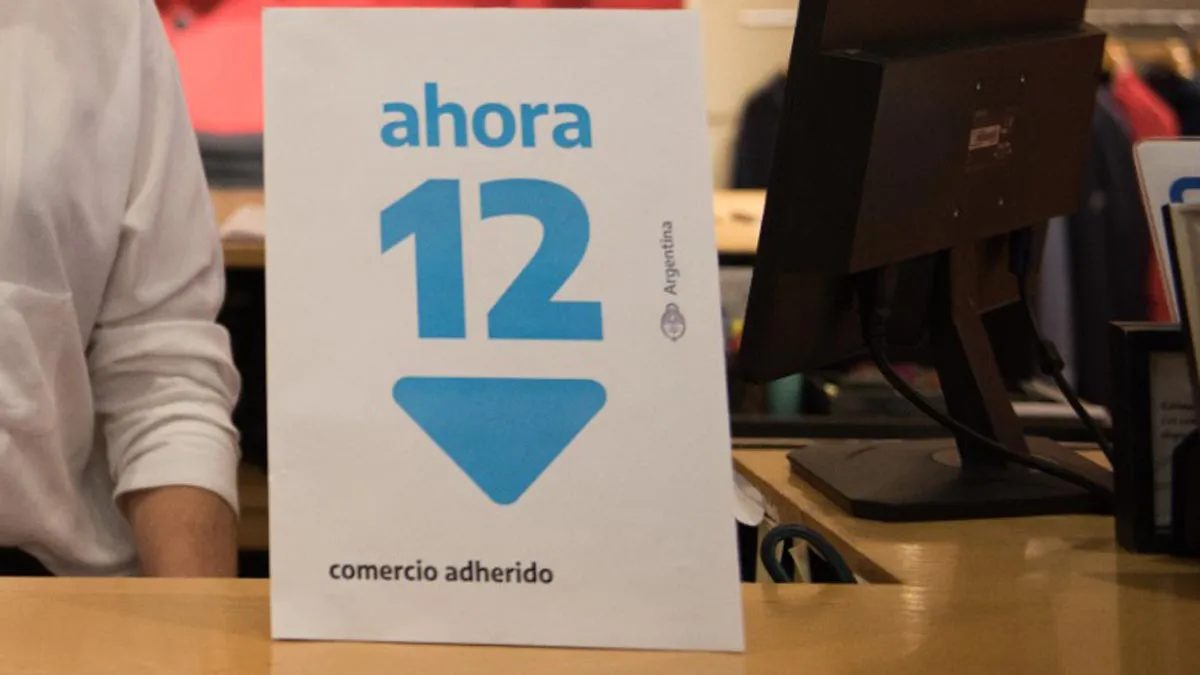 ahora
12
Argentina
comercio adherido